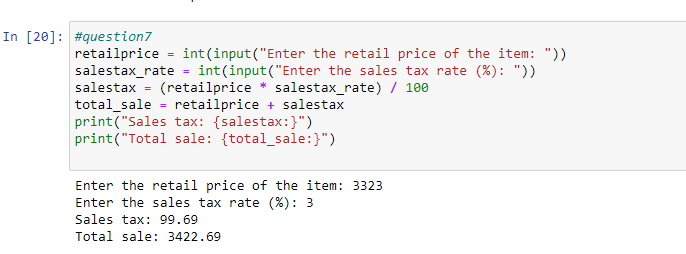 In [20]: #question7
retailprice = int(input("Enter the retail price of the item: "))
salestax_rate = int(input("Enter the sales tax rate (%): "))
salestax = (retailprice * salestax_rate) / 100
total_sale = retailprice + salestax
print("Sales tax: {salestax:}")
print("Total sale: {total_sale:}")
Enter the retail price of the item: 3323
Enter the sales tax rate (%): 3
Sales tax: 99.69
Total sale: 3422.69